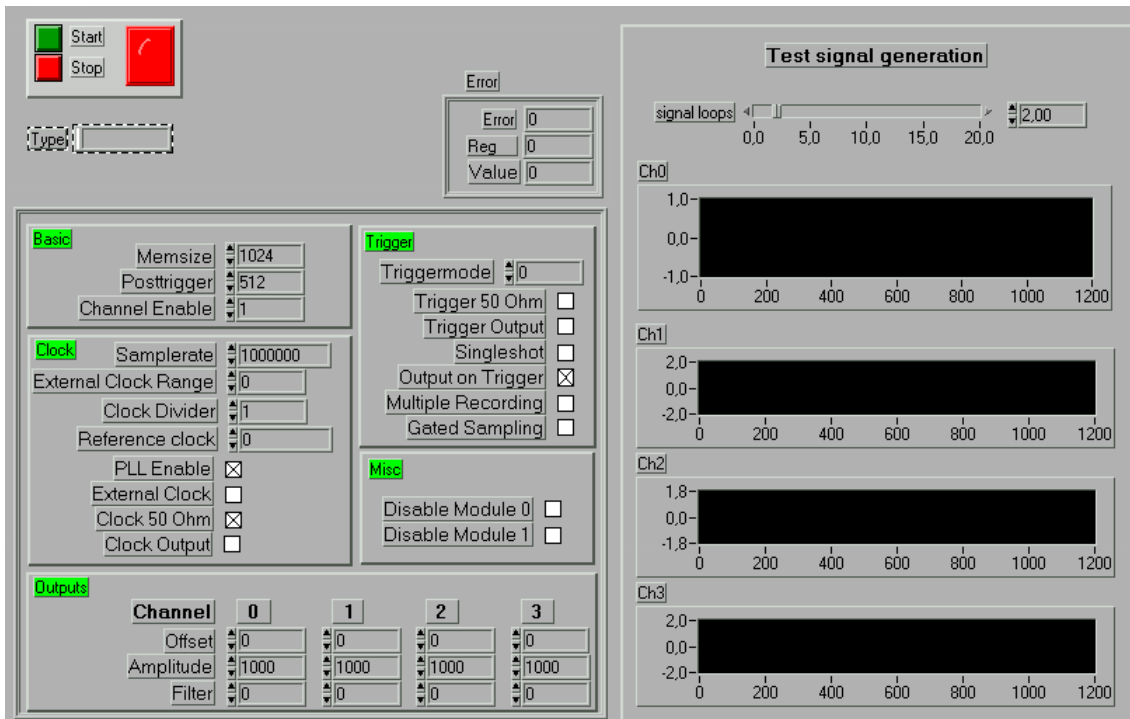 Start
Stop
Type
Error
Error 0
Reg 0
Value 0
Basic
Memsize 1024
Posttrigger 512
Channel Enable 1
Clock
Samplerate 1000000
External Clock Range 0
Clock Divider 1
Reference clock 0
PLL Enable
External Clock
Clock 50 Ohm
Clock Output
Trigger
Triggermode 0
Trigger 50 Ohm
Trigger Output
Singleshot
Output on Trigger
Multiple Recording
Gated Sampling
Misc
Disable Module 0
Disable Module 1
Outputs
Channel 0 1 2 3
Offset 0 0 0 0
Amplitude 1000 1000 1000 1000
Filter 0 0 0 0
Test signal generation
signal loops 2,00
0,0 5,0 10,0 15,0 20,0
Ch0
1,0
0,0
-1,0
0 200 400 600 800 1000 1200
Ch1
2,0
0,0
-2,0
0 200 400 600 800 1000 1200
Ch2
1,8
0,0
-1,8
0 200 400 600 800 1000 1200
Ch3
2,0
0,0
-2,0
0 200 400 600 800 1000 1200